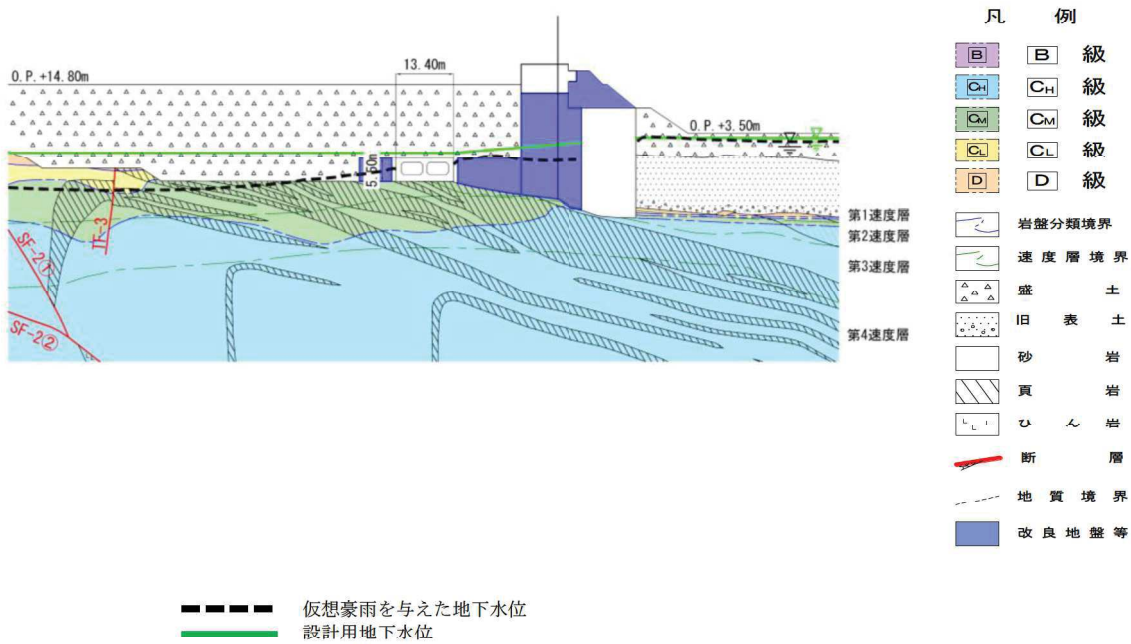 凡 例
B B 級
CH CH 級
CM CM 級
CL CL 級
D D 級
岩盤分類境界
速度層境界
盛土
旧表土
砂岩
頁岩
ひん岩
断層
地質境界
改良地盤等
13.40m
O.P.+14.80m
O.P.+3.50m
5.60m
TF-3
SF-2①
SF-2②
第1速度層
第2速度層
第3速度層
第4速度層
仮想豪雨を与えた地下水位
設計用地下水位